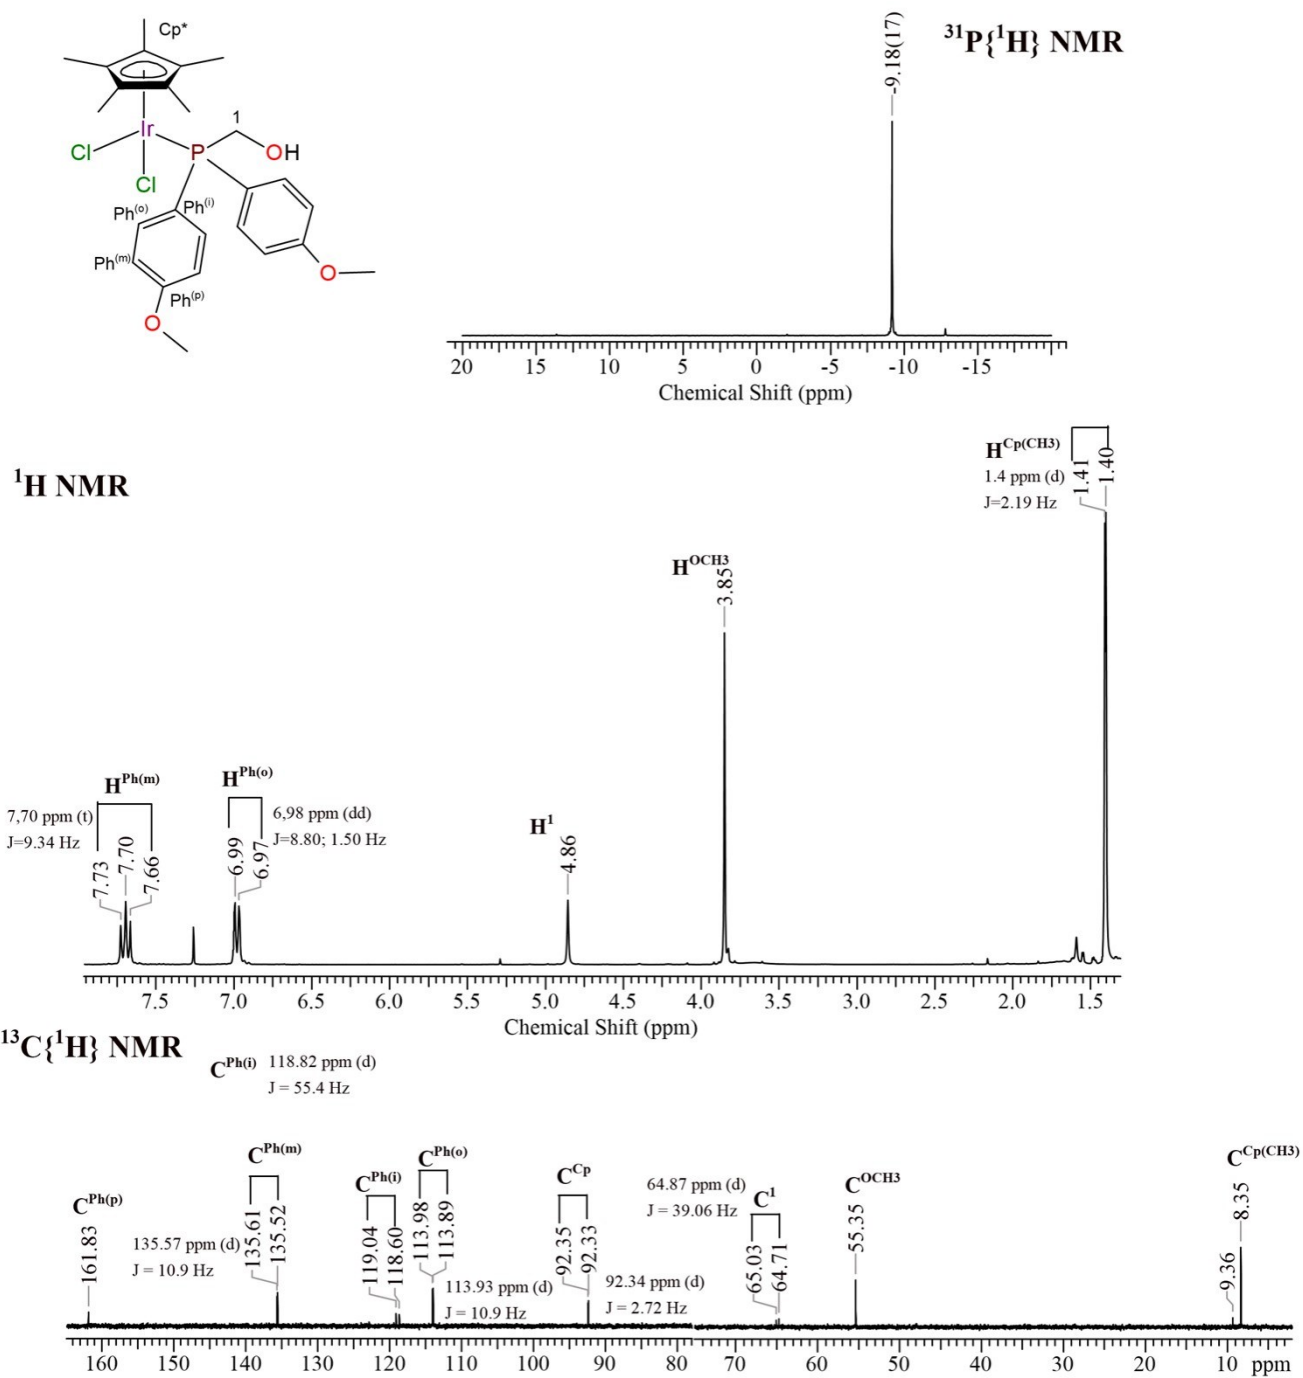 Cp*
Ir
Cl
Cl
P
1
OH
Ph(o)
Ph(i)
Ph(m)
Ph(p)
O
O
31P{1H} NMR
-9.18(17)
20 15 10 5 0 -5 -10 -15
Chemical Shift (ppm)
1H NMR
HCp(CH3)
1.4 ppm (d)
J=2.19 Hz
1.41
1.40
HOCH3
3.85
HPh(m)
7,70 ppm (t)
J=9.34 Hz
7.73
7.70
7.66
HPh(o)
6,98 ppm (dd)
J=8.80; 1.50 Hz
6.99
6.97
H1
4.86
7.5 7.0 6.5 6.0 5.5 5.0 4.5 4.0 3.5 3.0 2.5 2.0 1.5
Chemical Shift (ppm)
13C{1H} NMR
CPh(i) 118.82 ppm (d)
J = 55.4 Hz
CPh(p)
161.83
CPh(m)
135.57 ppm (d)
J = 10.9 Hz
135.61
135.52
CPh(i)
119.04
118.60
CPh(o)
113.98
113.89
113.93 ppm (d)
J = 10.9 Hz
CCp
92.35
92.33
92.34 ppm (d)
J = 2.72 Hz
64.87 ppm (d)
J = 39.06 Hz
C1
65.03
64.71
COCH3
55.35
CCp(CH3)
9.36
8.35
160 150 140 130 120 110 100 90 80 70 60 50 40 30 20 10 ppm